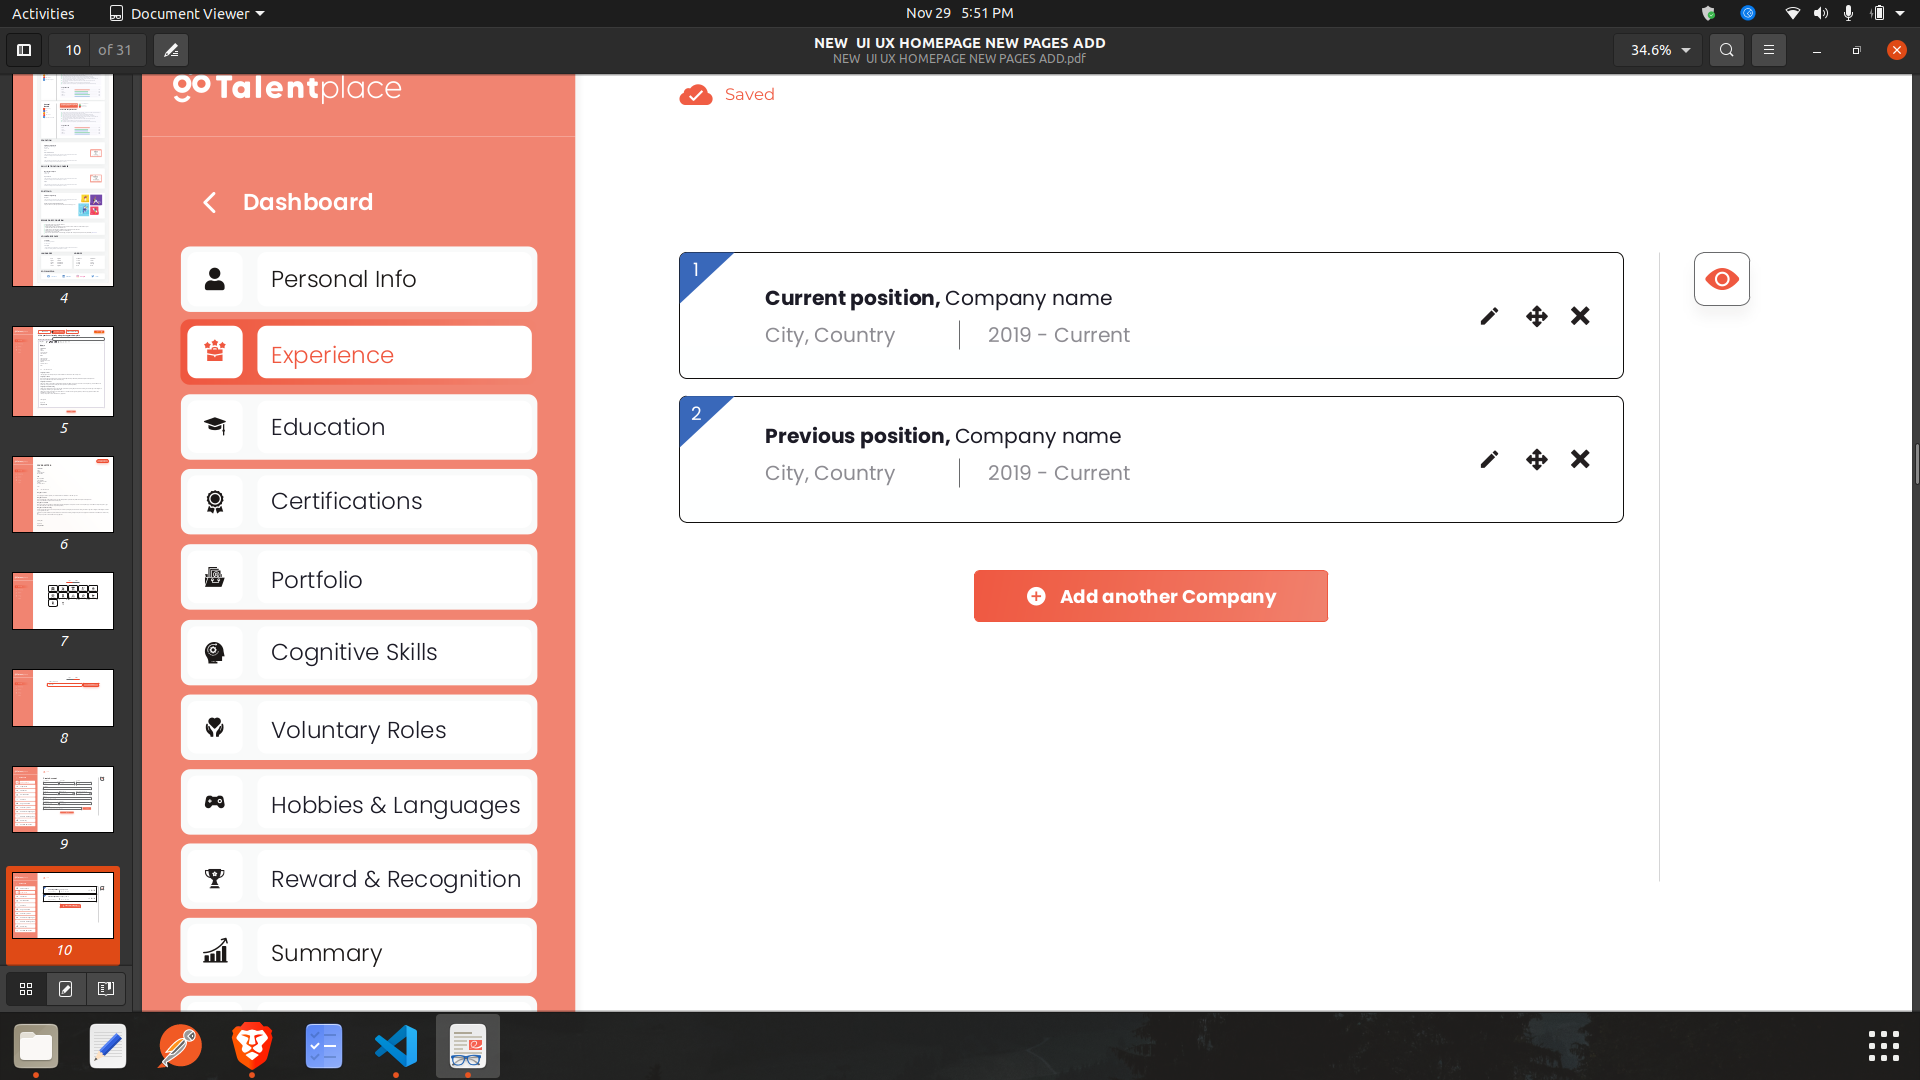 Activities
Document Viewer
Nov 29 5:51 PM
10 of 31
NEW UI UX HOMEPAGE NEW PAGES ADD
NEW UI UX HOMEPAGE NEW PAGES ADD.pdf
34.6%
4
5
6
7
8
9
10
go Talentplace
Dashboard
Personal Info
Experience
Education
Certifications
Portfolio
Cognitive Skills
Voluntary Roles
Hobbies & Languages
Reward & Recognition
Summary
Saved
1
Current position, Company name
City, Country
2019 - Current
2
Previous position, Company name
City, Country
2019 - Current
Add another Company